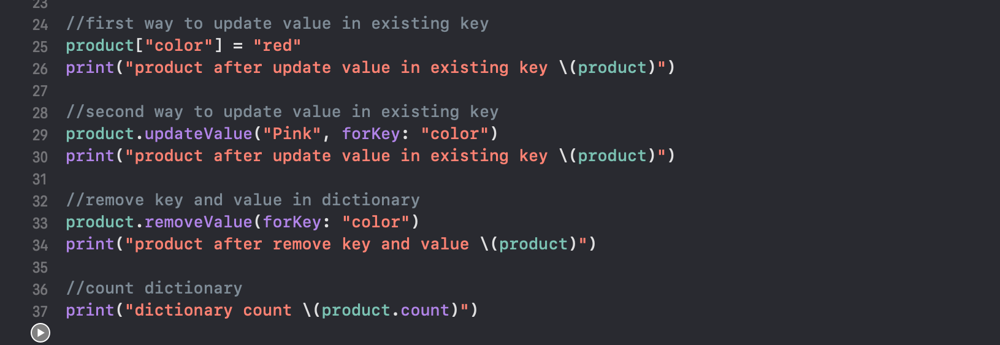 23
24 //first way to update value in existing key
25 product["color"] = "red"
26 print("product after update value in existing key \(product)")
27
28 //second way to update value in existing key
29 product.updateValue("Pink", forKey: "color")
30 print("product after update value in existing key \(product)")
31
32 //remove key and value in dictionary
33 product.removeValue(forKey: "color")
34 print("product after remove key and value \(product)")
35
36 //count dictionary
37 print("dictionary count \(product.count)")